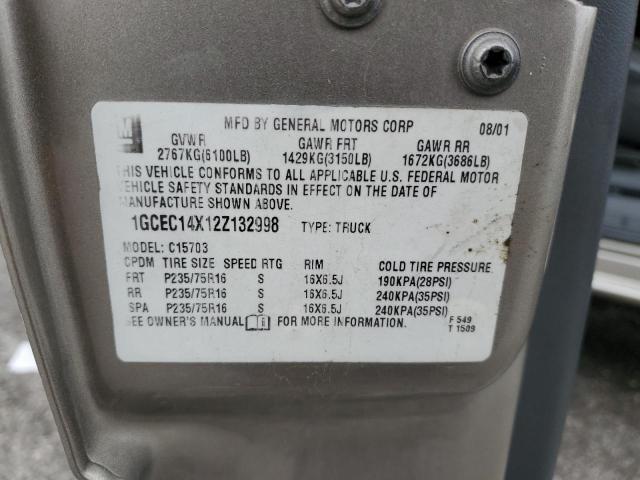 GM
MFD BY GENERAL MOTORS CORP 08/01
GVWR GAWR FRT GAWR RR
2767KG(6100LB) 1429KG(3150LB) 1672KG(3686LB)
THIS VEHICLE CONFORMS TO ALL APPLICABLE U.S. FEDERAL MOTOR
VEHICLE SAFETY STANDARDS IN EFFECT ON THE DATE OF
MANUFACTURE SHOWN ABOVE.
1GCEC14X12Z132998 TYPE: TRUCK
MODEL: C15703
CPDM TIRE SIZE SPEED RTG RIM COLD TIRE PRESSURE
FRT P235/75R16 S 16X6.5J 190KPA(28PSI)
RR P235/75R16 S 16X6.5J 240KPA(35PSI)
SPA P235/75R16 S 16X6.5J 240KPA(35PSI)
SEE OWNER'S MANUAL FOR MORE INFORMATION. F 549
T 1509